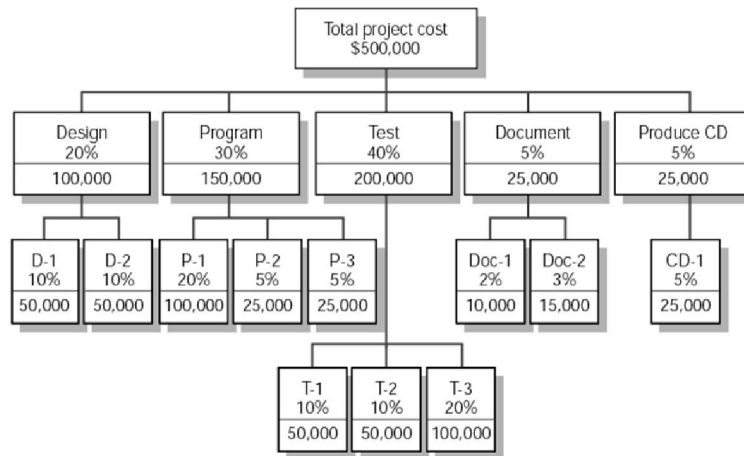 Total project cost
$500,000
Design
20%
100,000
Program
30%
150,000
Test
40%
200,000
Document
5%
25,000
Produce CD
5%
25,000
D-1
10%
50,000
D-2
10%
50,000
P-1
20%
100,000
P-2
5%
25,000
P-3
5%
25,000
Doc-1
2%
10,000
Doc-2
3%
15,000
CD-1
5%
25,000
T-1
10%
50,000
T-2
10%
50,000
T-3
20%
100,000